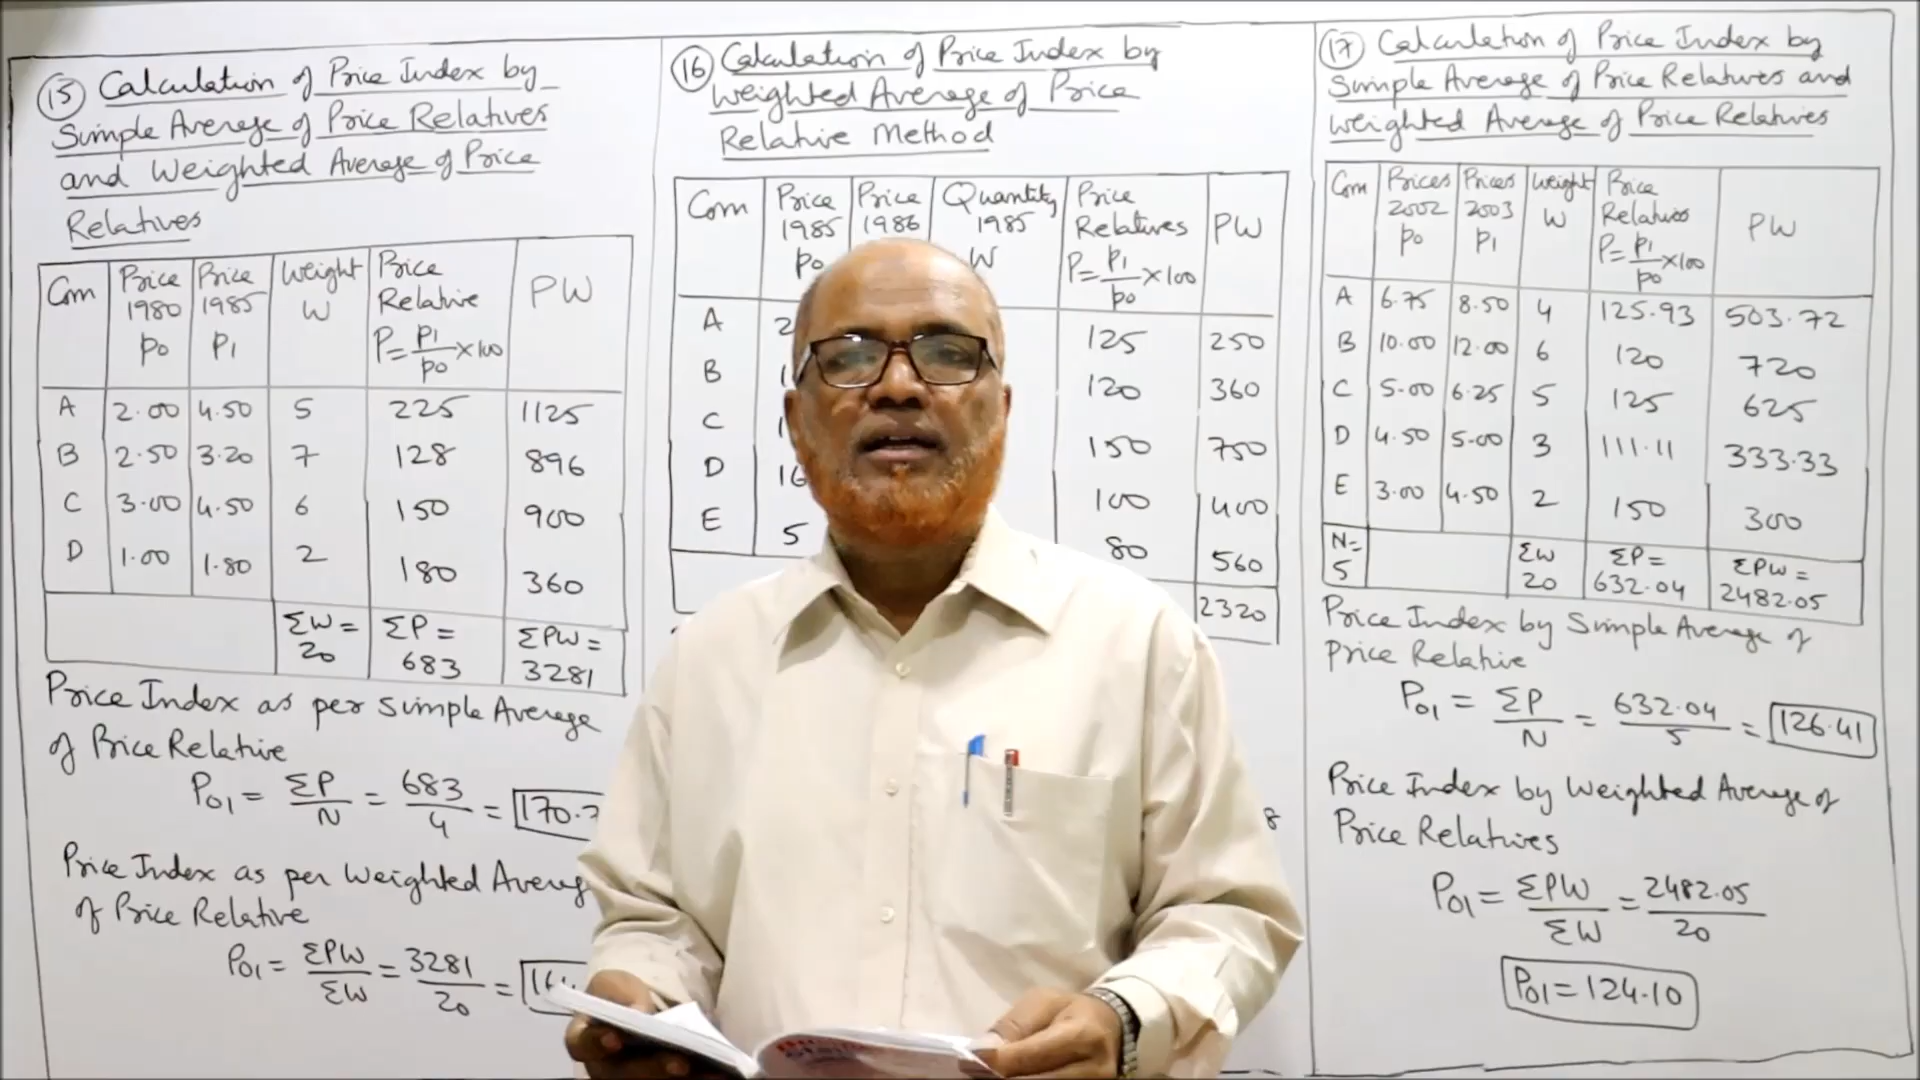 15 Calculation of Price Index by
Simple Average of Price Relatives
and Weighted Average of Price
Relatives
Com Price 1980 p0 Price 1985 p1 Weight W Price Relative P = p1/p0 × 100 PW
A 2.00 4.50 5 225 1125
B 2.50 3.20 7 128 896
C 3.00 4.50 6 150 900
D 1.00 1.80 2 180 360
ΣW = 20 ΣP = 683 ΣPW = 3281
Price Index as per Simple Average
of Price Relative
P01 = ΣP/N = 683/4 =
Price Index as per Weighted
of Price Relative
P01 = ΣPW/ΣW = 3281/20 =
16 Calculation of Price Index by
Weighted Average of Price
Relative Method
Com Price 1985 p0 Price 1986 Quantity 1985 W Price Relatives P = p1/p0 × 100 PW
A 125 250
B 120 360
C 150 750
D 16 100 400
E 5 80 560
2320
17 Calculation of Price Index by
Simple Average of Price Relatives and
Weighted Average of Price Relatives
Com Prices 2002 p0 Prices 2003 p1 Weight W Price Relatives P = p1/p0 × 100 PW
A 6.75 8.50 4 125.93 503.72
B 10.00 12.00 6 120 720
C 5.00 6.25 5 125 625
D 4.50 5.00 3 111.11 333.33
E 3.00 4.50 2 150 300
N = 5 ΣW 20 ΣP = 632.04 ΣPW = 2482.05
Price Index by Simple Average of
Price Relative
P01 = ΣP/N = 632.04/5 = 126.41
Price Index by Weighted Average of
Price Relatives
P01 = ΣPW/ΣW = 2482.05/20
P01 = 124.10